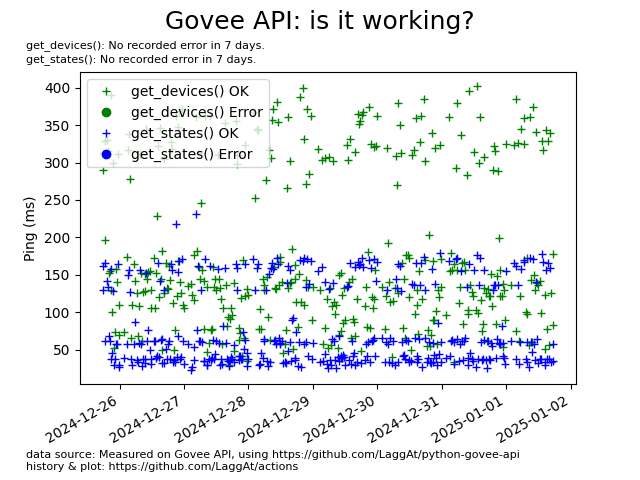 Govee API: is it working?
get_devices(): No recorded error in 7 days.
get_states(): No recorded error in 7 days.
get_devices() OK
get_devices() Error
get_states() OK
get_states() Error
Ping (ms)
400
350
300
250
200
150
100
50
2024-12-26
2024-12-27
2024-12-28
2024-12-29
2024-12-30
2024-12-31
2025-01-01
2025-01-02
data source: Measured on Govee API, using https://github.com/LaggAt/python-govee-api
history & plot: https://github.com/LaggAt/actions